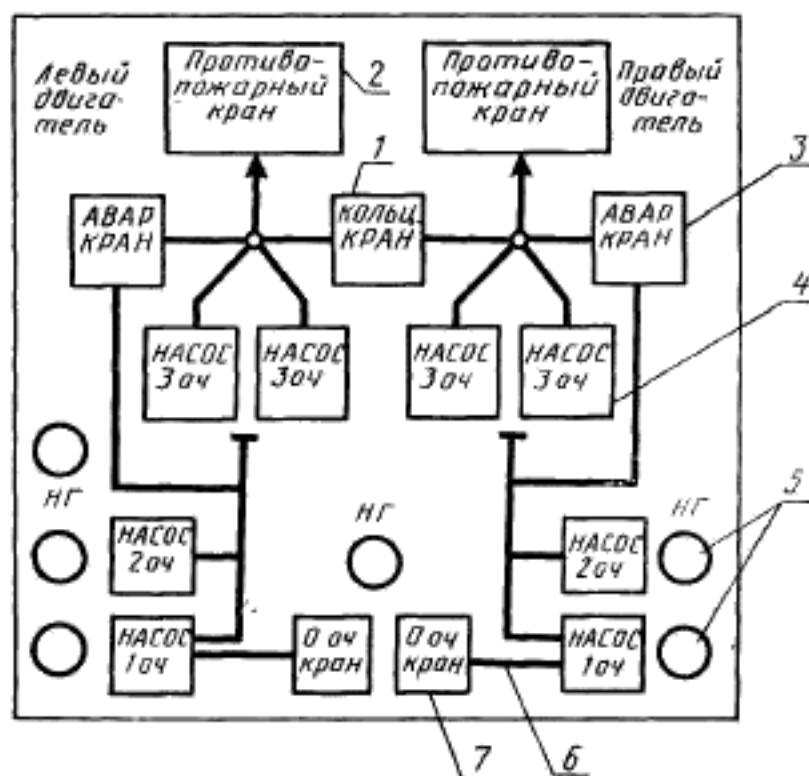 Левый
двига-
тель
Противо-
пожарный
кран
2
Противо-
пожарный
кран
Правый
двига-
тель
1
3
АВАР
КРАН
КОЛЬЦ.
КРАН
АВАР
КРАН
4
НАСОС
3 оч
НАСОС
3 оч
НАСОС
3 оч
НАСОС
3 оч
5
НГ
НГ
НГ
НАСОС
2 оч
НАСОС
2 оч
НАСОС
1 оч
0 оч
кран
0 оч
кран
НАСОС
1 оч
7
6